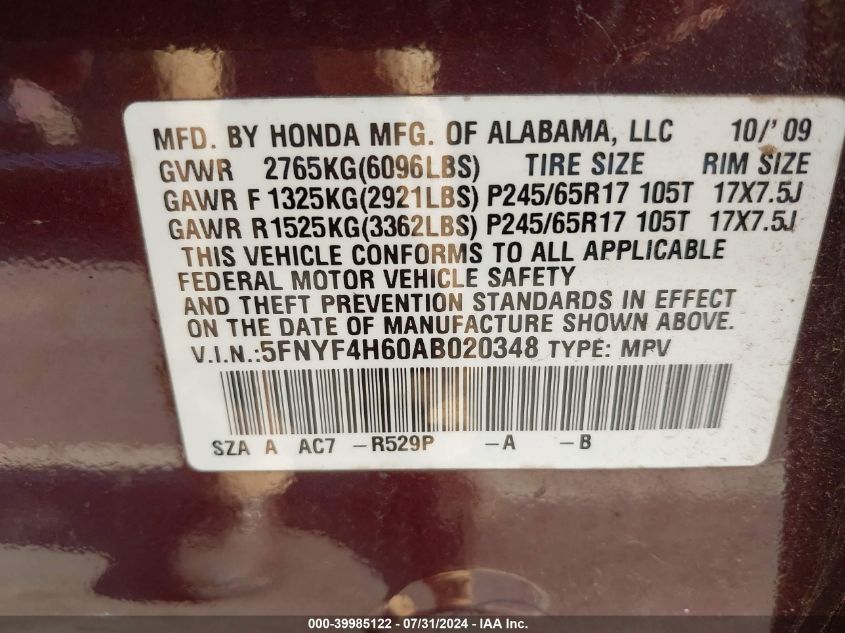 MFD. BY HONDA MFG. OF ALABAMA, LLC 10/'09
GVWR 2765KG(6096LBS) TIRE SIZE RIM SIZE
GAWR F 1325KG(2921LBS) P245/65R17 105T 17X7.5J
GAWR R 1525KG(3362LBS) P245/65R17 105T 17X7.5J
THIS VEHICLE CONFORMS TO ALL APPLICABLE
FEDERAL MOTOR VEHICLE SAFETY
AND THEFT PREVENTION STANDARDS IN EFFECT
ON THE DATE OF MANUFACTURE SHOWN ABOVE.
V.I.N.:5FNYF4H60AB020348 TYPE: MPV
SZA A AC7 -R529P -A -B
000-39985122 - 07/31/2024 - IAA Inc.